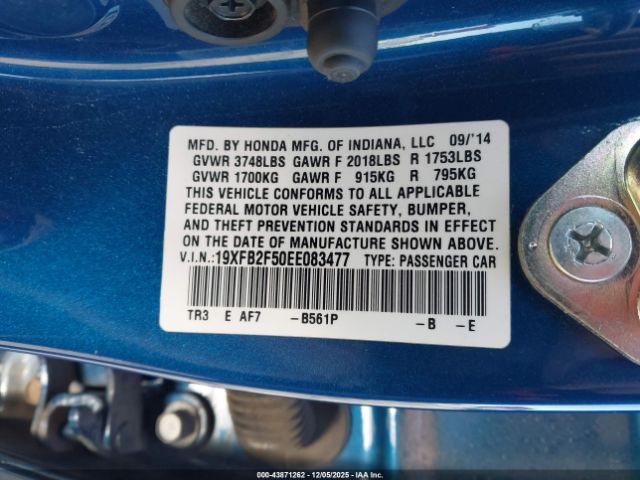 MFD. BY HONDA MFG. OF INDIANA, LLC 09/'14
GVWR 3748LBS GAWR F 2018LBS R 1753LBS
GVWR 1700KG GAWR F 915KG R 795KG
THIS VEHICLE CONFORMS TO ALL APPLICABLE
FEDERAL MOTOR VEHICLE SAFETY, BUMPER,
AND THEFT PREVENTION STANDARDS IN EFFECT
ON THE DATE OF MANUFACTURE SHOWN ABOVE.
V.I.N.:19XFB2F50EE083477 TYPE: PASSENGER CAR
TR3 E AF7 -B561P -B -E
000-43871262 12/05/2025 IAA Inc.